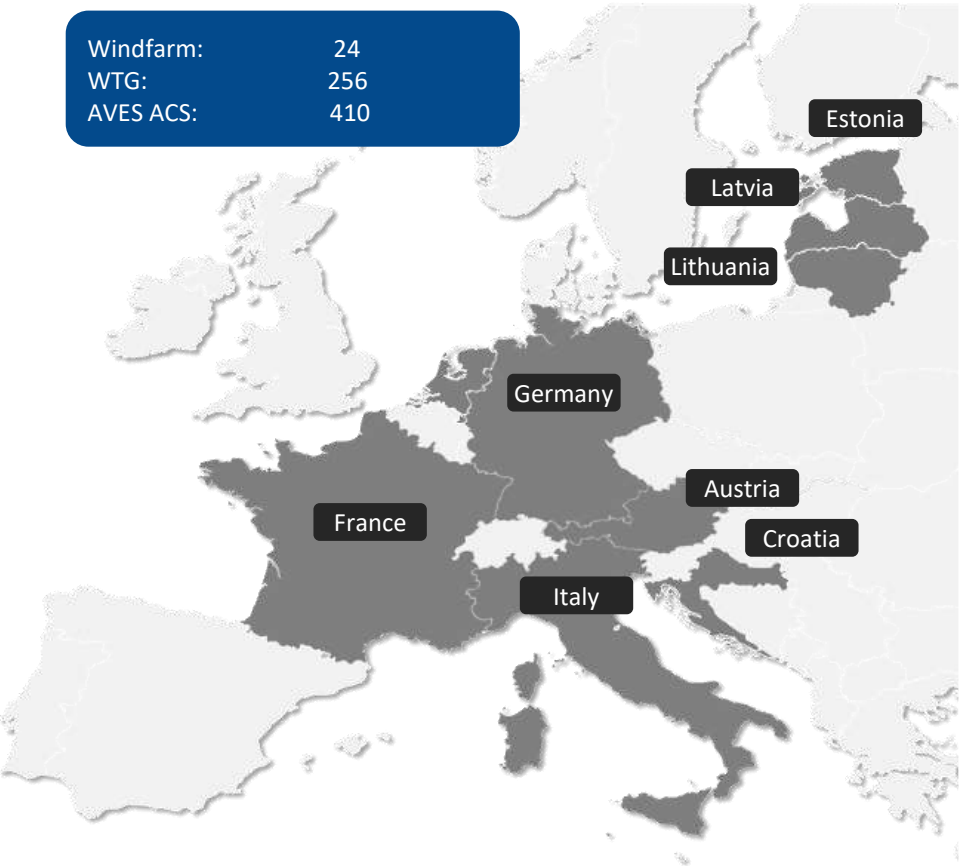 Windfarm: 24
WTG: 256
AVES ACS: 410
Estonia
Latvia
Lithuania
Germany
Austria
France
Croatia
Italy